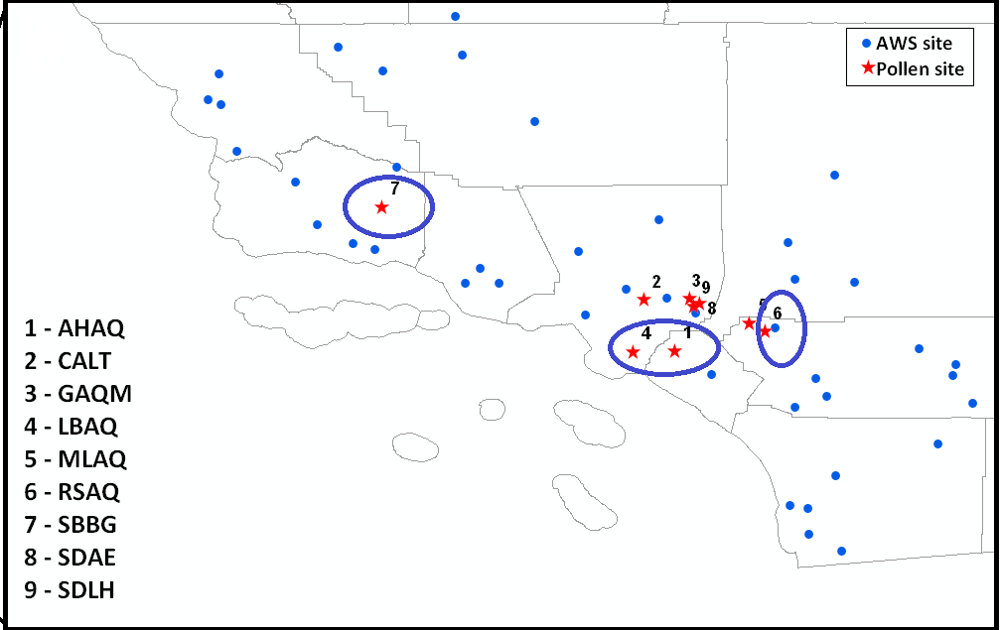 AWS site
Pollen site
7
2
3
9
8
5
6
4
1
1 - AHAQ
2 - CALT
3 - GAQM
4 - LBAQ
5 - MLAQ
6 - RSAQ
7 - SBBG
8 - SDAE
9 - SDLH